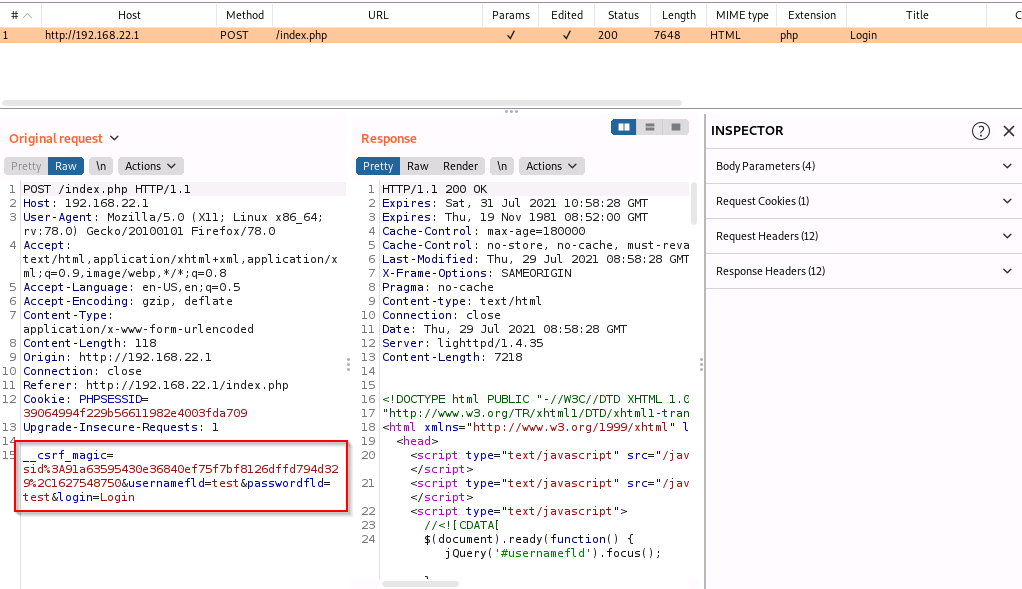 # Host Method URL Params Edited Status Length MIME type Extension Title C
1 http://192.168.22.1 POST /index.php ✓ ✓ 200 7648 HTML php Login
Original request
Pretty Raw \n Actions
1 POST /index.php HTTP/1.1
2 Host: 192.168.22.1
3 User-Agent: Mozilla/5.0 (X11; Linux x86_64;
rv:78.0) Gecko/20100101 Firefox/78.0
4 Accept:
text/html,application/xhtml+xml,application/x
ml;q=0.9,image/webp,*/*;q=0.8
5 Accept-Language: en-US,en;q=0.5
6 Accept-Encoding: gzip, deflate
7 Content-Type:
application/x-www-form-urlencoded
8 Content-Length: 118
9 Origin: http://192.168.22.1
10 Connection: close
11 Referer: http://192.168.22.1/index.php
12 Cookie: PHPSESSID=
39064994f229b56611982e4003fda709
13 Upgrade-Insecure-Requests: 1
14
15 __csrf_magic=
sid%3A91a63595430e36840ef75f7bf8126dffd794d32
9%2C1627548750&usernamefld=test&passwordfld=
test&login=Login
Response
Pretty Raw Render \n Actions
1 HTTP/1.1 200 OK
2 Expires: Sat, 31 Jul 2021 10:58:28 GMT
3 Expires: Thu, 19 Nov 1981 08:52:00 GMT
4 Cache-Control: max-age=180000
5 Cache-Control: no-store, no-cache, must-reva
6 Last-Modified: Thu, 29 Jul 2021 08:58:28 GMT
7 X-Frame-Options: SAMEORIGIN
8 Pragma: no-cache
9 Content-type: text/html
10 Connection: close
11 Date: Thu, 29 Jul 2021 08:58:28 GMT
12 Server: lighttpd/1.4.35
13 Content-Length: 7218
14
15
16 <!DOCTYPE html PUBLIC "-//W3C//DTD XHTML 1.0
17 "http://www.w3.org/TR/xhtml1/DTD/xhtml1-tran
18 <html xmlns="http://www.w3.org/1999/xhtml" l
19 <head>
20 <script type="text/javascript" src="/jav
</script>
21 <script type="text/javascript" src="/jav
</script>
22 <script type="text/javascript">
23 //<![CDATA[
24 $(document).ready(function() {
jQuery('#usernamefld').focus();
INSPECTOR
Body Parameters (4)
Request Cookies (1)
Request Headers (12)
Response Headers (12)